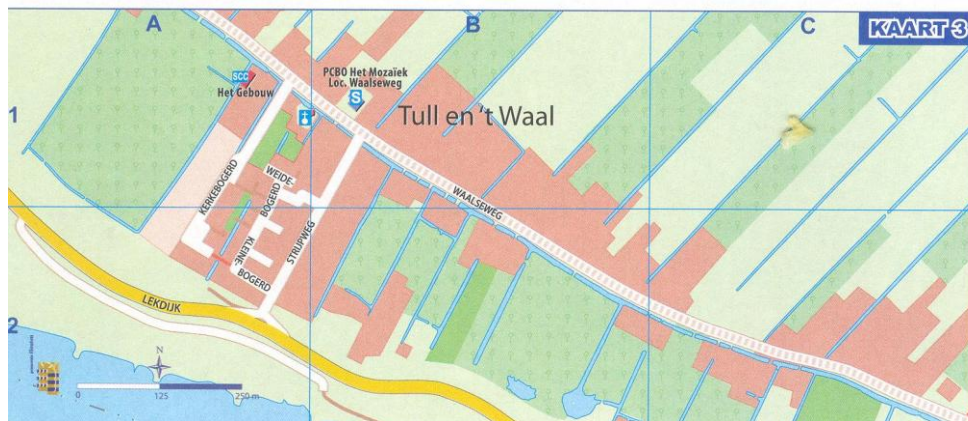 A
B
C
KAART 3
SCC
Het Gebouw
PCBO Het Mozaïek
Loc. Waalseweg
S
1
Tull en 't Waal
KERKEBOGERD
WEIDE-
BOGERD
KLEINE-
BOGERD
STRIJPWEG
WAALSEWEG
LEKDIJK
2
N
0 125 250 m